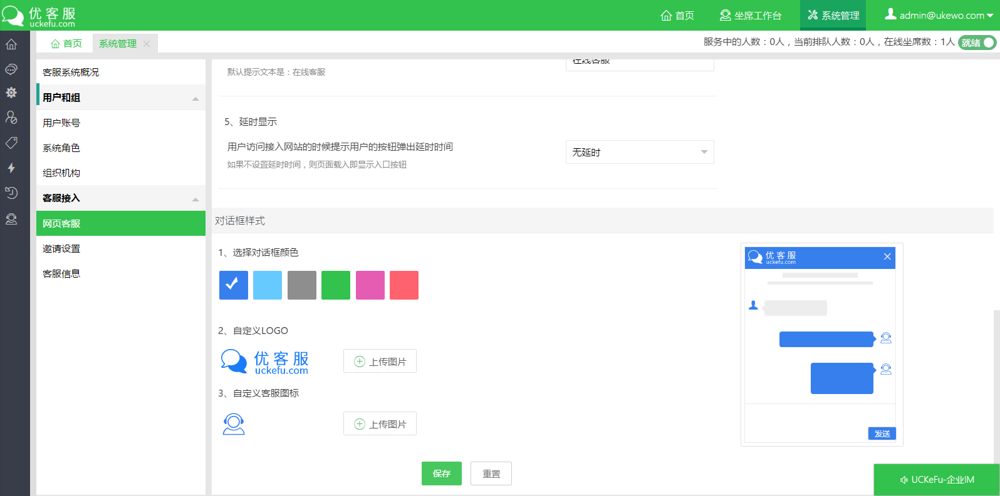 优客服
uckefu.com
首页
坐席工作台
系统管理
admin@ukewo.com
首页
系统管理
服务中的人数：0人，当前排队人数：0人，在线坐席数：1人
就绪
客服系统概况
用户和组
用户账号
系统角色
组织机构
客服接入
网页客服
邀请设置
客服信息
在线客服
默认提示文本是：在线客服
5、延时显示
用户访问接入网站的时候提示用户的按钮弹出延时时间
无延时
如果不设置延时时间，则页面载入即显示入口按钮
对话框样式
1、选择对话框颜色
2、自定义LOGO
优客服
uckefu.com
上传图片
3、自定义客服图标
上传图片
保存
重置
优客服
uckefu.com
发送
UCKeFu-企业IM